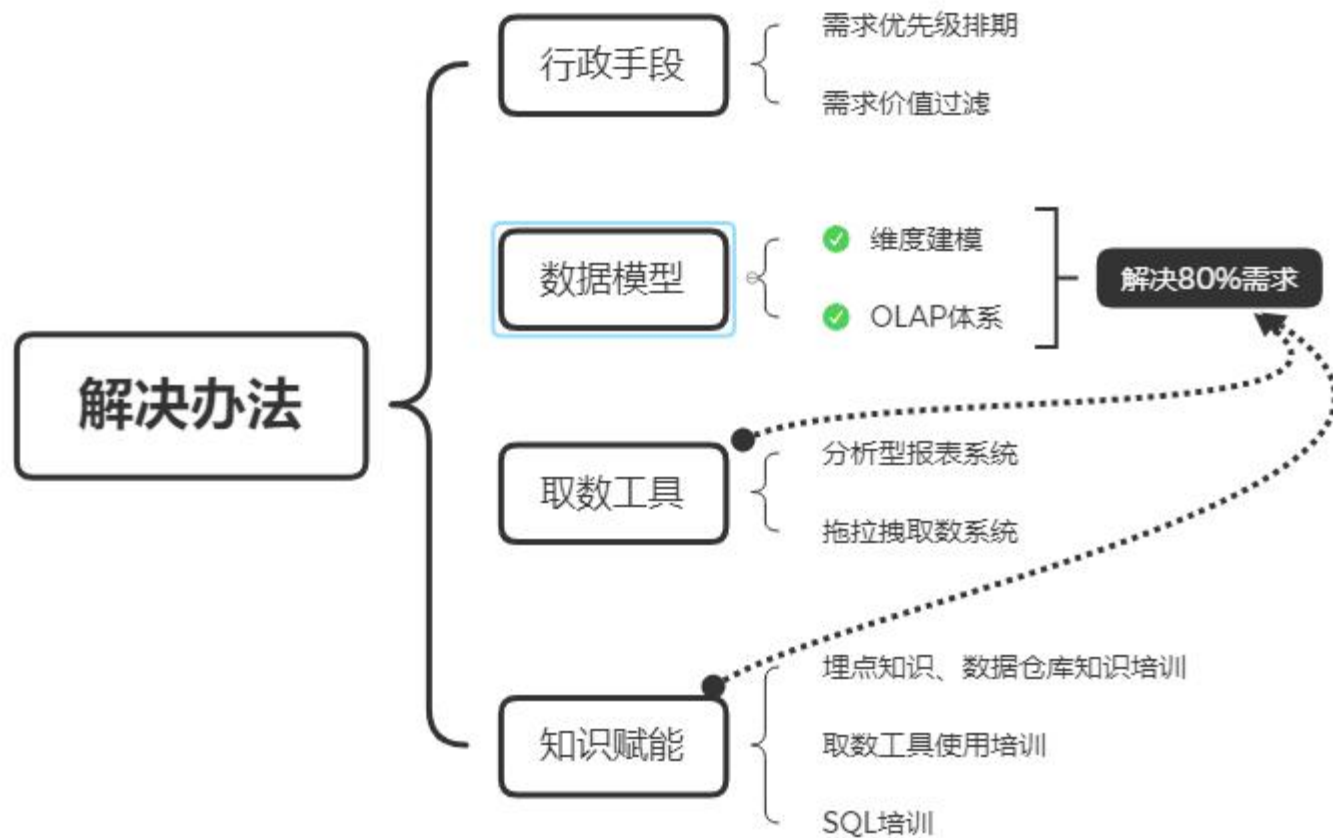 解决办法
行政手段
需求优先级排期
需求价值过滤
数据模型
维度建模
OLAP体系
解决80%需求
取数工具
分析型报表系统
拖拉拽取数系统
知识赋能
埋点知识、数据仓库知识培训
取数工具使用培训
SQL培训